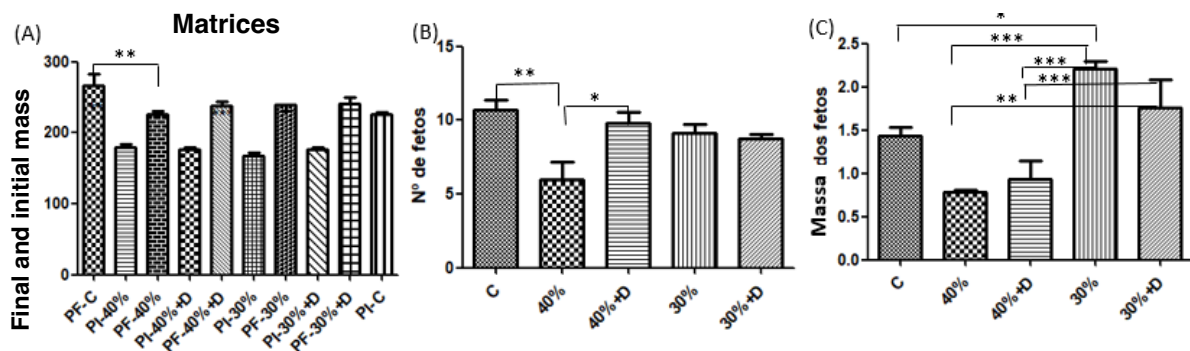 Matrices
(A)
Final and initial mass
300
200
100
0
**
PF-C
PI-40%
PF-40%
PI-40%+D
PF-40%+D
PI-30%
PF-30%
PI-30%+D
PF-30%+D
PI-C
(B)
Nº de fetos
15
10
5
0
**
*
C
40%
40%+D
30%
30%+D
(C)
Massa dos fetos
2.5
2.0
1.5
1.0
0.5
0.0
*
***
***
***
**
C
40%
40%+D
30%
30%+D